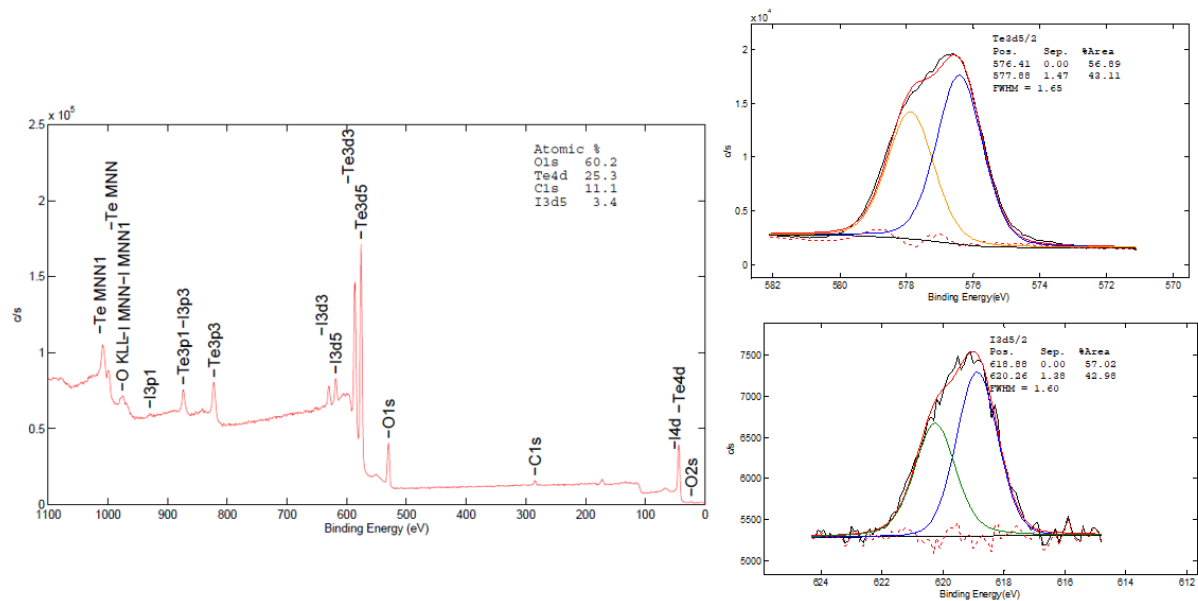 x 10^5
2.5
2
1.5
1
0.5
0
c/s
1100 1000 900 800 700 600 500 400 300 200 100 0
Binding Energy (eV)
−Te MNN1
−O KLL−I MNN−I MNN1
−Te MNN
−I3p1
−Te3p1−I3p3
−Te3p3
−I3d3
−I3d5
−Te3d3
−Te3d5
−O1s
−C1s
−I4d −Te4d
−O2s
Atomic %
O1s 60.2
Te4d 25.3
C1s 11.1
I3d5 3.4
x 10^4
2
1.5
1
0.5
0
c/s
582 580 578 576 574 572 570
Binding Energy(eV)
Te3d5/2
Pos. Sep. %Area
576.41 0.00 56.89
577.88 1.47 43.11
FWHM = 1.65
7500
7000
6500
6000
5500
5000
c/s
624 622 620 618 616 614 612
Binding Energy(eV)
I3d5/2
Pos. Sep. %Area
618.88 0.00 57.02
620.26 1.38 42.98
FWHM = 1.60